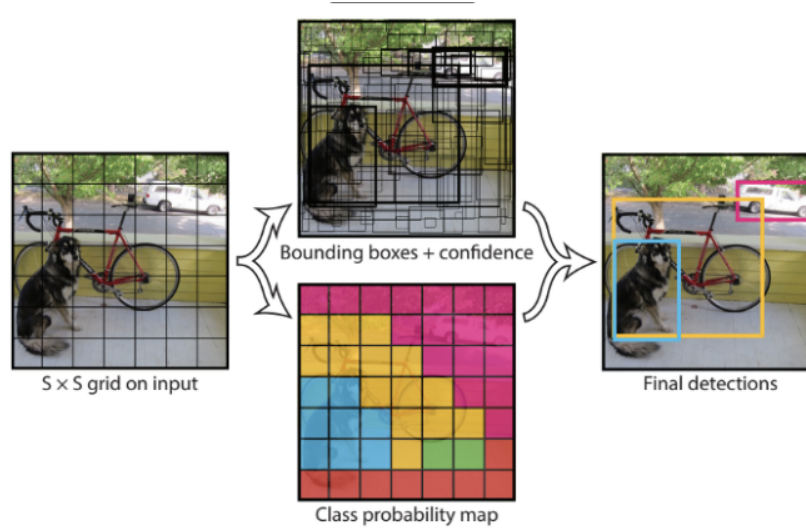 Bounding boxes + confidence
S × S grid on input
Final detections
Class probability map